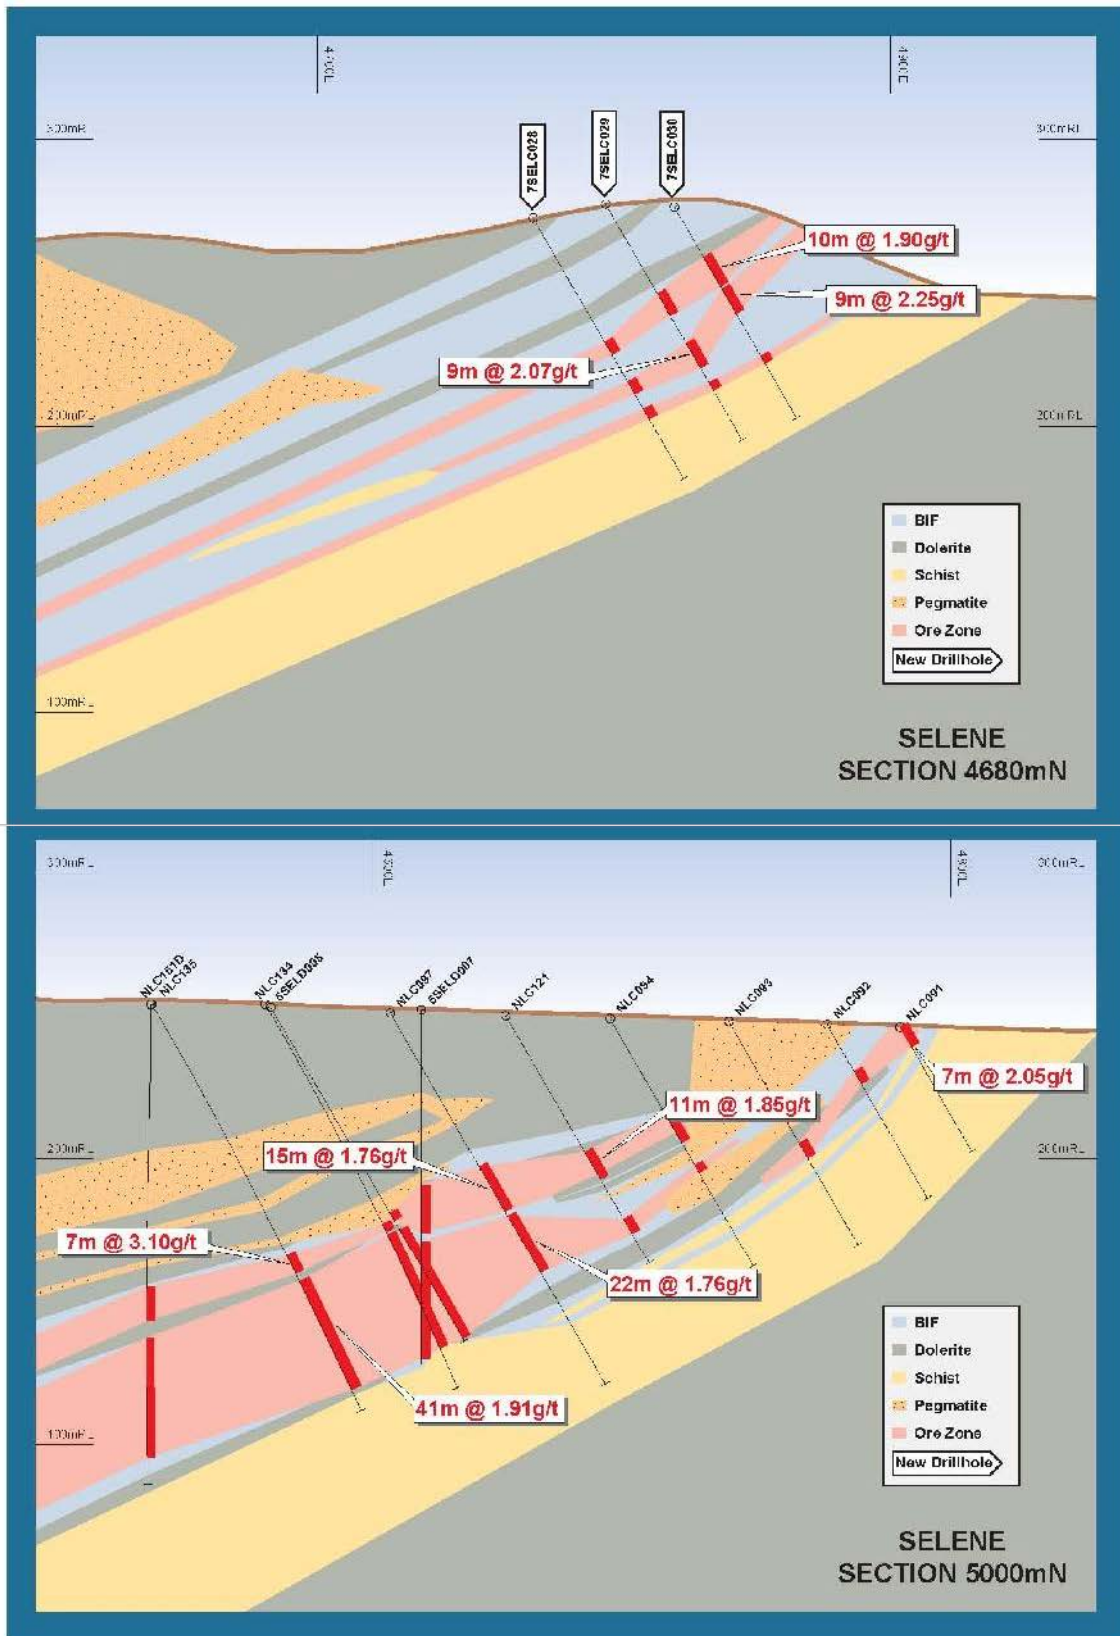 300mRL
300mRL
7SELC028
7SELC029
7SELC030
10m @ 1.90g/t
9m @ 2.25g/t
9m @ 2.07g/t
200mRL
200mRL
BIF
Dolerite
Schist
Pegmatite
Ore Zone
New Drillhole
100mRL
SELENE
SECTION 4680mN
300mRL
300mRL
NLC135
NLC097
NLC121
NLC094
NLC093
NLC092
NLC091
7m @ 2.05g/t
11m @ 1.85g/t
15m @ 1.76g/t
200mRL
200mRL
7m @ 3.10g/t
22m @ 1.76g/t
41m @ 1.91g/t
BIF
Dolerite
Schist
Pegmatite
Ore Zone
New Drillhole
100mRL
SELENE
SECTION 5000mN